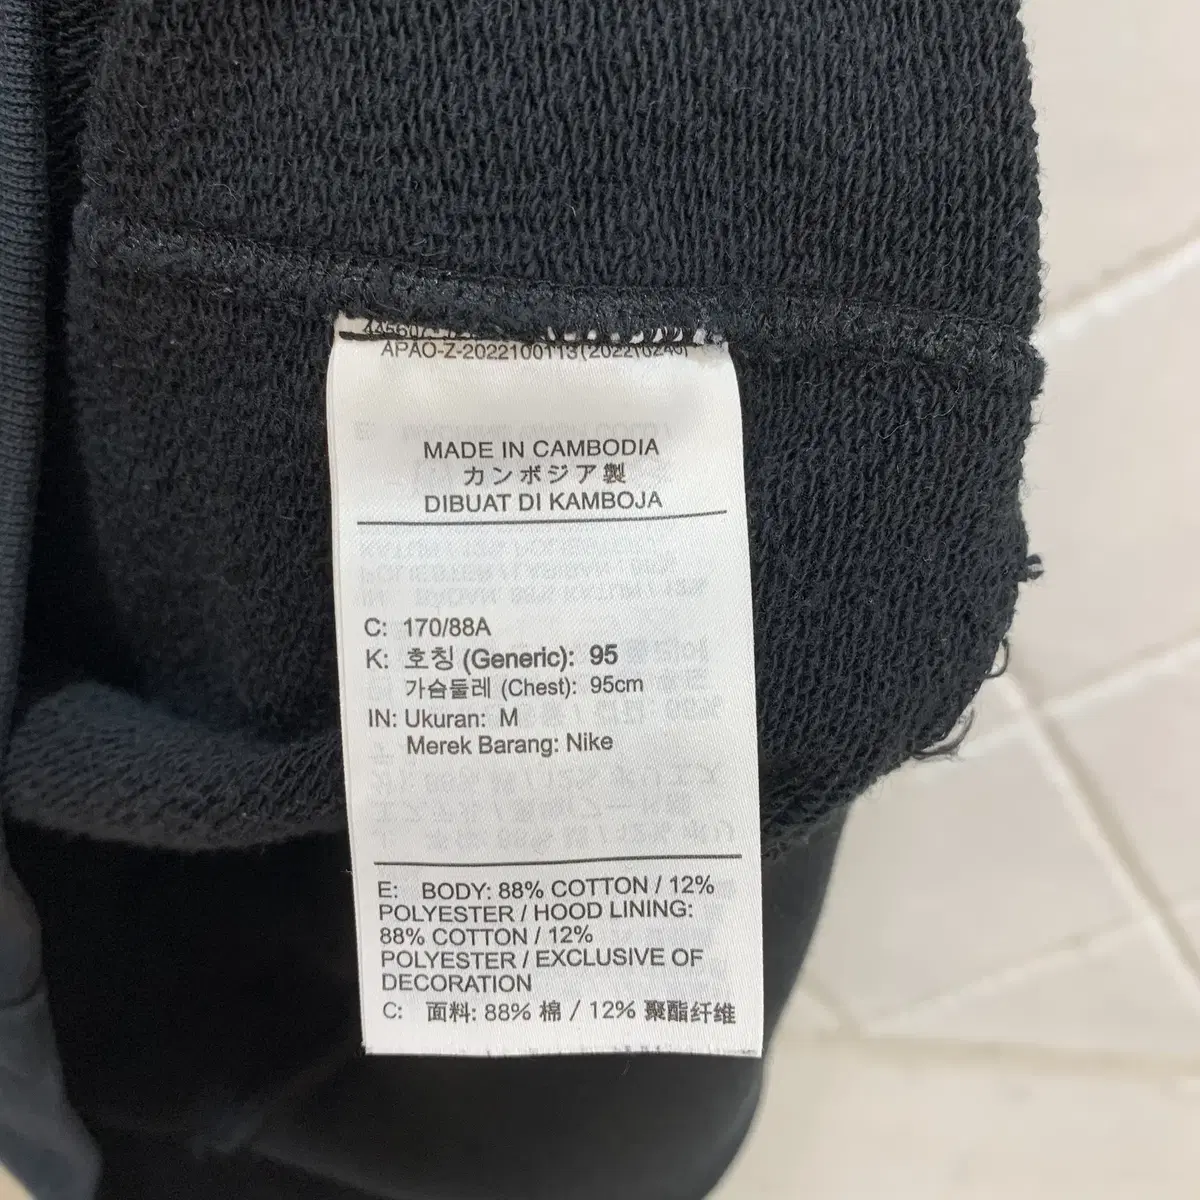 APAO-Z-2022100113(20221024
MADE IN CAMBODIA
カンボジア製
DIBUAT DI KAMBOJA
C: 170/88A
K: 호칭 (Generic): 95
가슴둘레 (Chest): 95cm
IN: Ukuran: M
Merek Barang: Nike
E: BODY: 88% COTTON / 12%
POLYESTER / HOOD LINING:
88% COTTON / 12%
POLYESTER / EXCLUSIVE OF
DECORATION
C: 面料: 88% 棉 / 12% 聚酯纤维